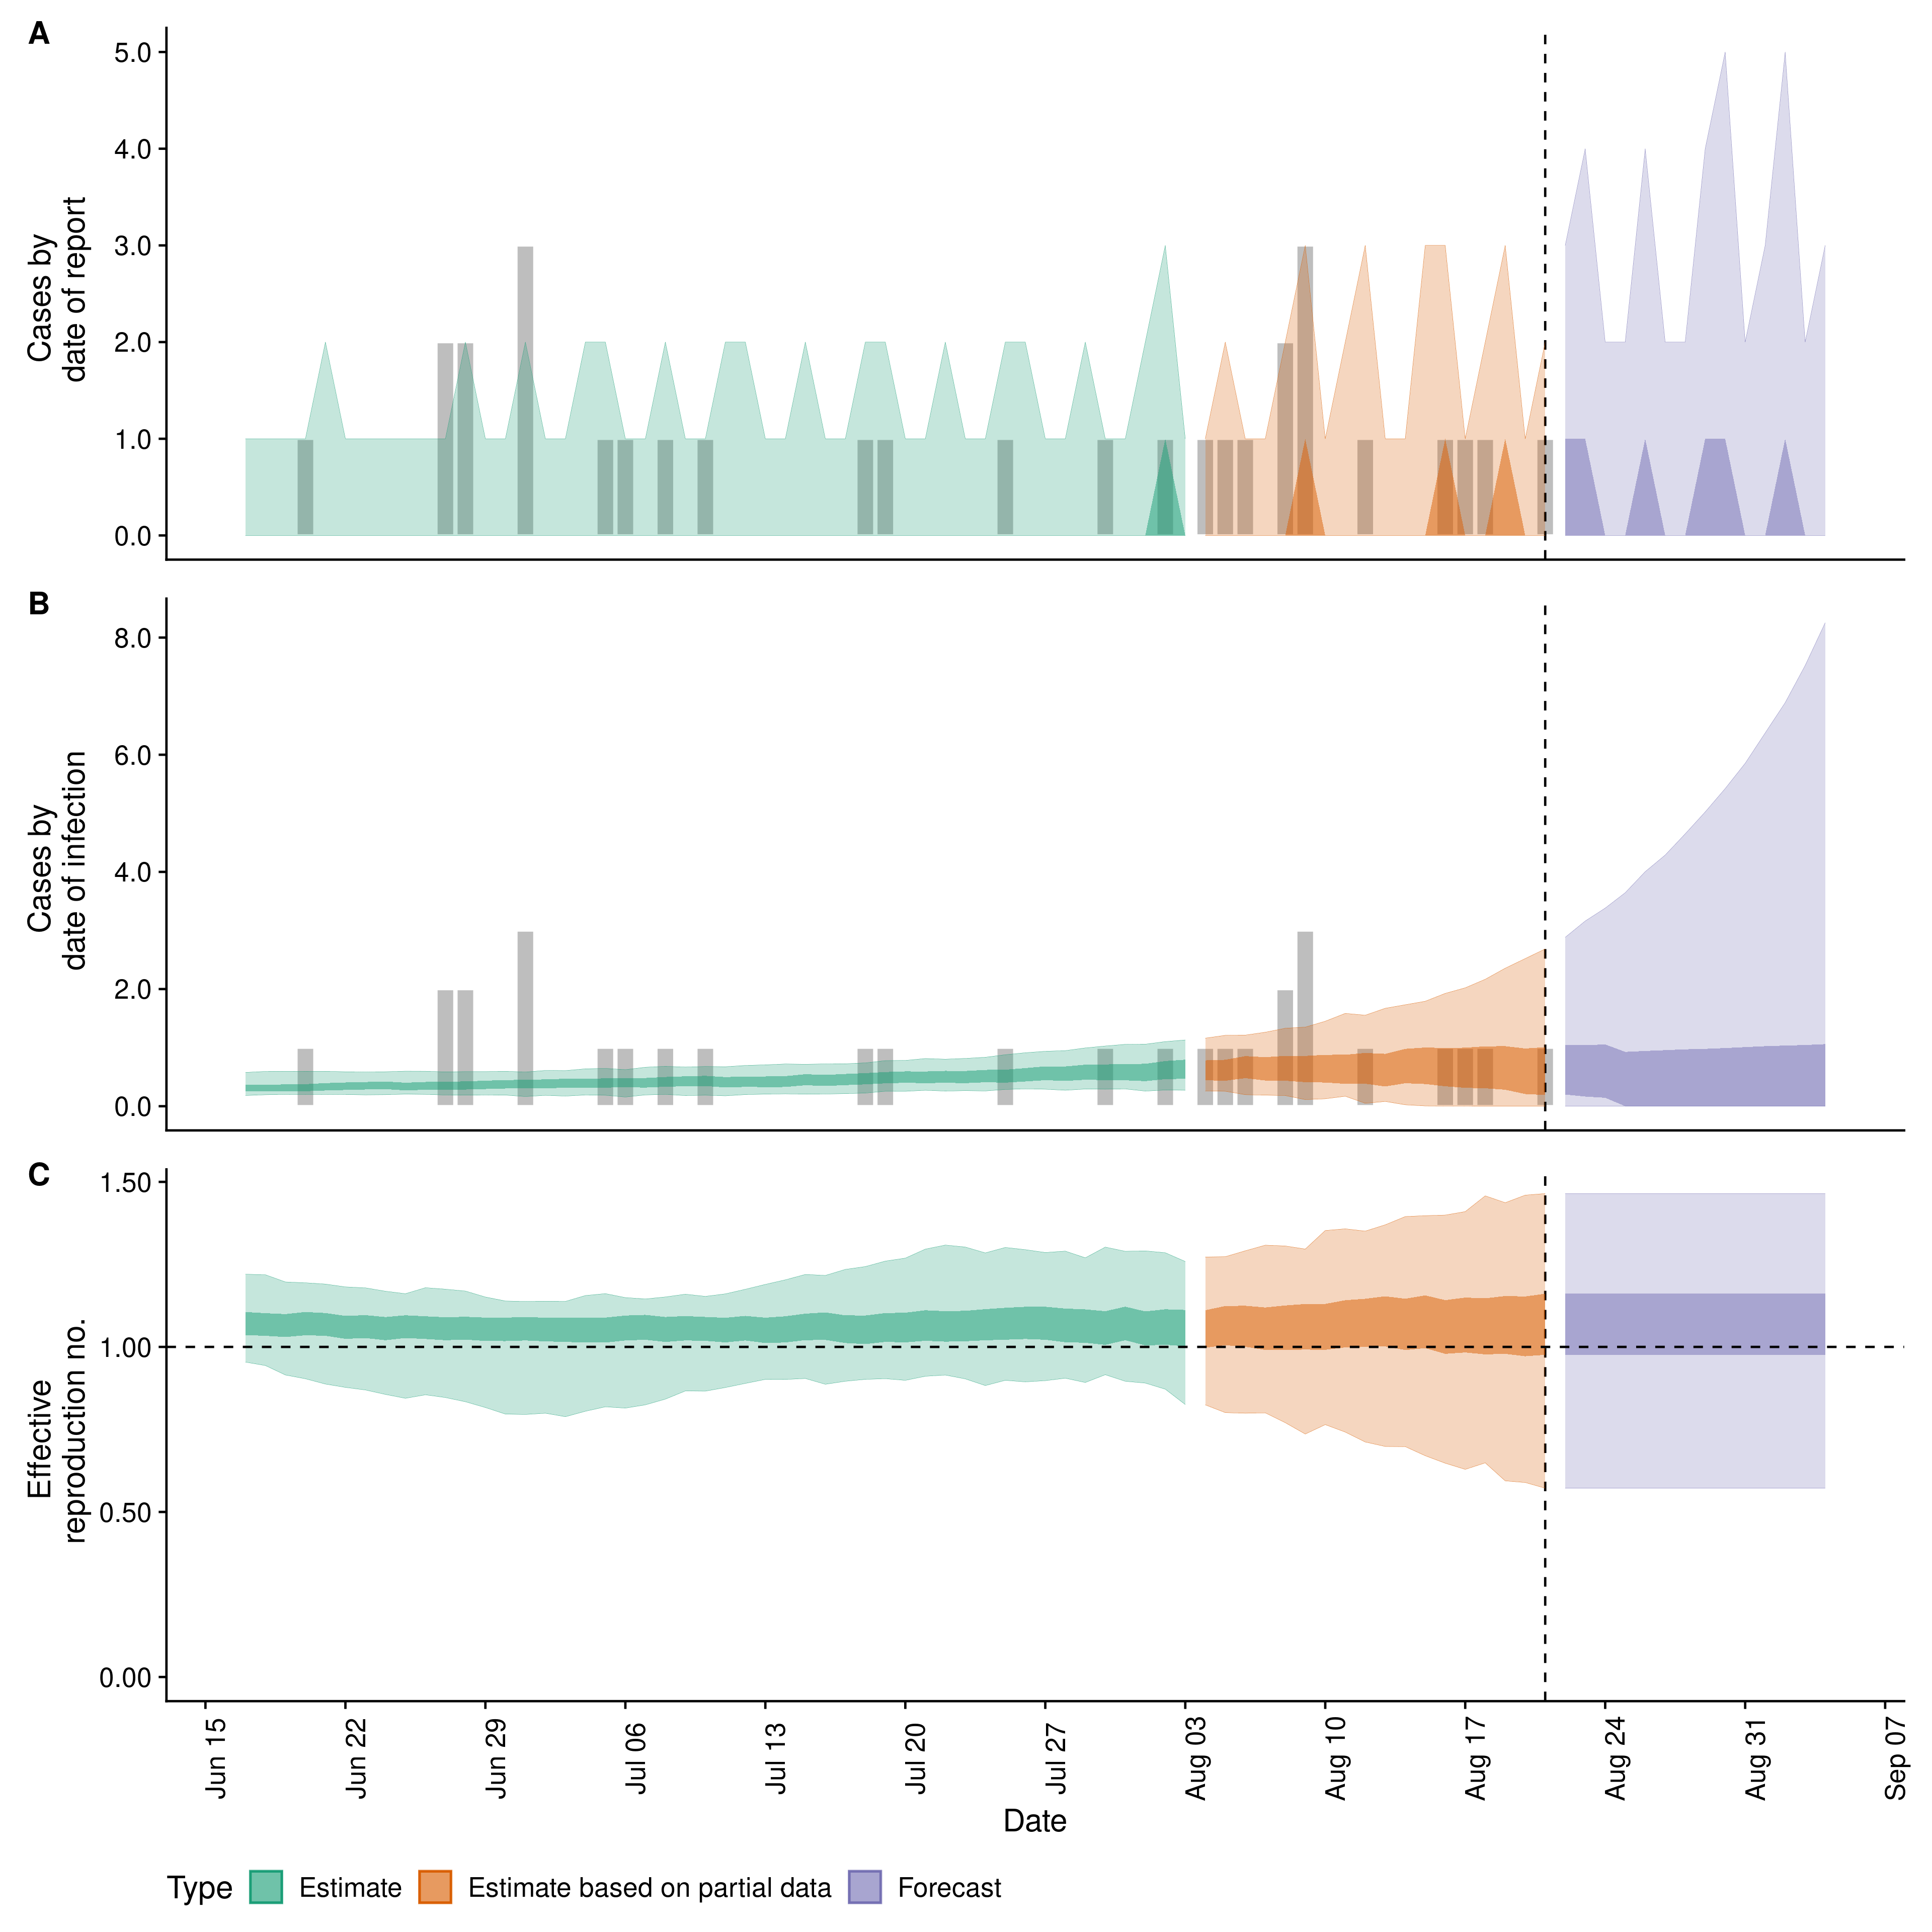 A
Cases by
date of report
5.0
4.0
3.0
2.0
1.0
0.0
B
Cases by
date of infection
8.0
6.0
4.0
2.0
0.0
C
Effective
reproduction no.
1.50
1.00
0.50
0.00
Jun 15
Jun 22
Jun 29
Jul 06
Jul 13
Jul 20
Jul 27
Aug 03
Aug 10
Aug 17
Aug 24
Aug 31
Sep 07
Date
Type Estimate Estimate based on partial data Forecast